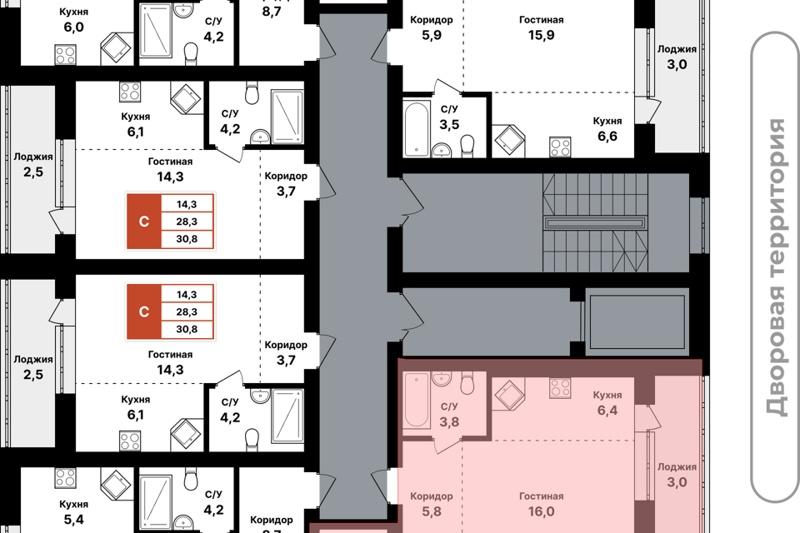 Кухня
6,0
С/У
4,2
8,7
Коридор
5,9
Гостиная
15,9
Лоджия
3,0
С/У
3,5
Кухня
6,6
Лоджия
2,5
Кухня
6,1
С/У
4,2
Гостиная
14,3
Коридор
3,7
С
14,3
28,3
30,8
С
14,3
28,3
30,8
Лоджия
2,5
Гостиная
14,3
Коридор
3,7
Кухня
6,1
С/У
4,2
С/У
3,8
Кухня
6,4
Лоджия
3,0
Коридор
5,8
Гостиная
16,0
Кухня
5,4
С/У
4,2
Коридор
Дворовая территория